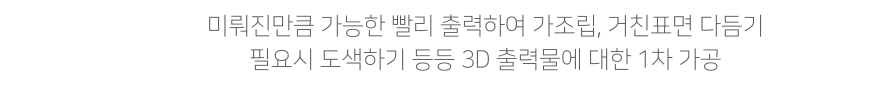 미뤄진만큼 가능한 빨리 출력하여 가조립, 거친표면 다듬기
필요시 도색하기 등등 3D 출력물에 대한 1차 가공